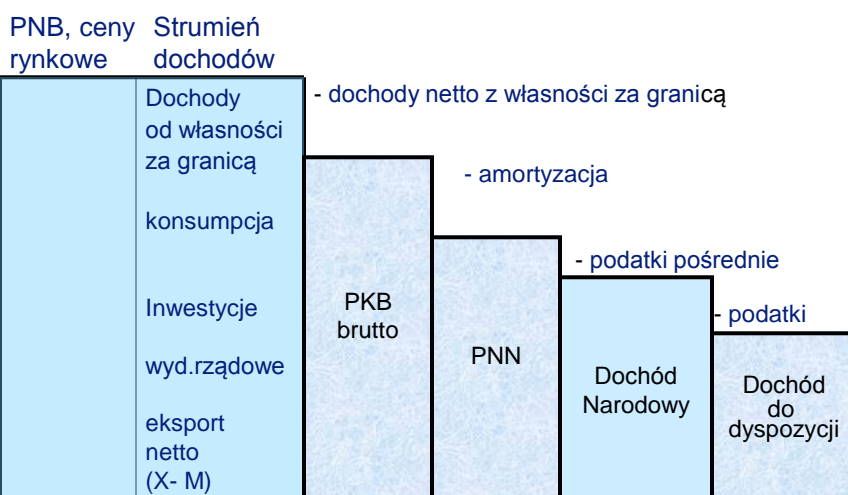 PNB, ceny
rynkowe
Strumień
dochodów
Dochody
od własności
za granicą
konsumpcja
Inwestycje
wyd.rządowe
eksport
netto
(X- M)
- dochody netto z własności za granicą
PKB
brutto
- amortyzacja
PNN
- podatki pośrednie
Dochód
Narodowy
- podatki
Dochód
do
dyspozycji